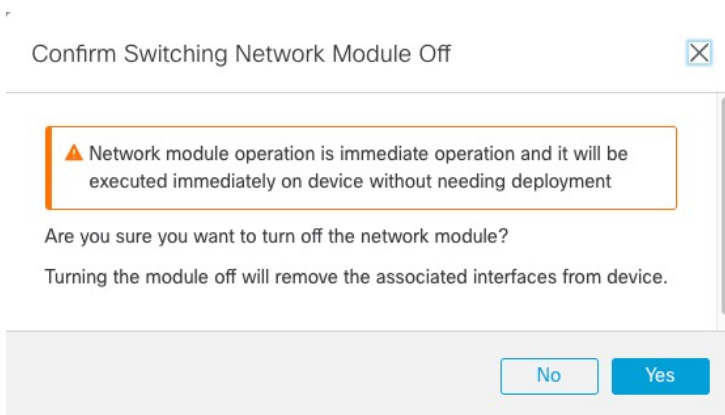 Confirm Switching Network Module Off
Network module operation is immediate operation and it will be
executed immediately on device without needing deployment
Are you sure you want to turn off the network module?
Turning the module off will remove the associated interfaces from device.
No
Yes